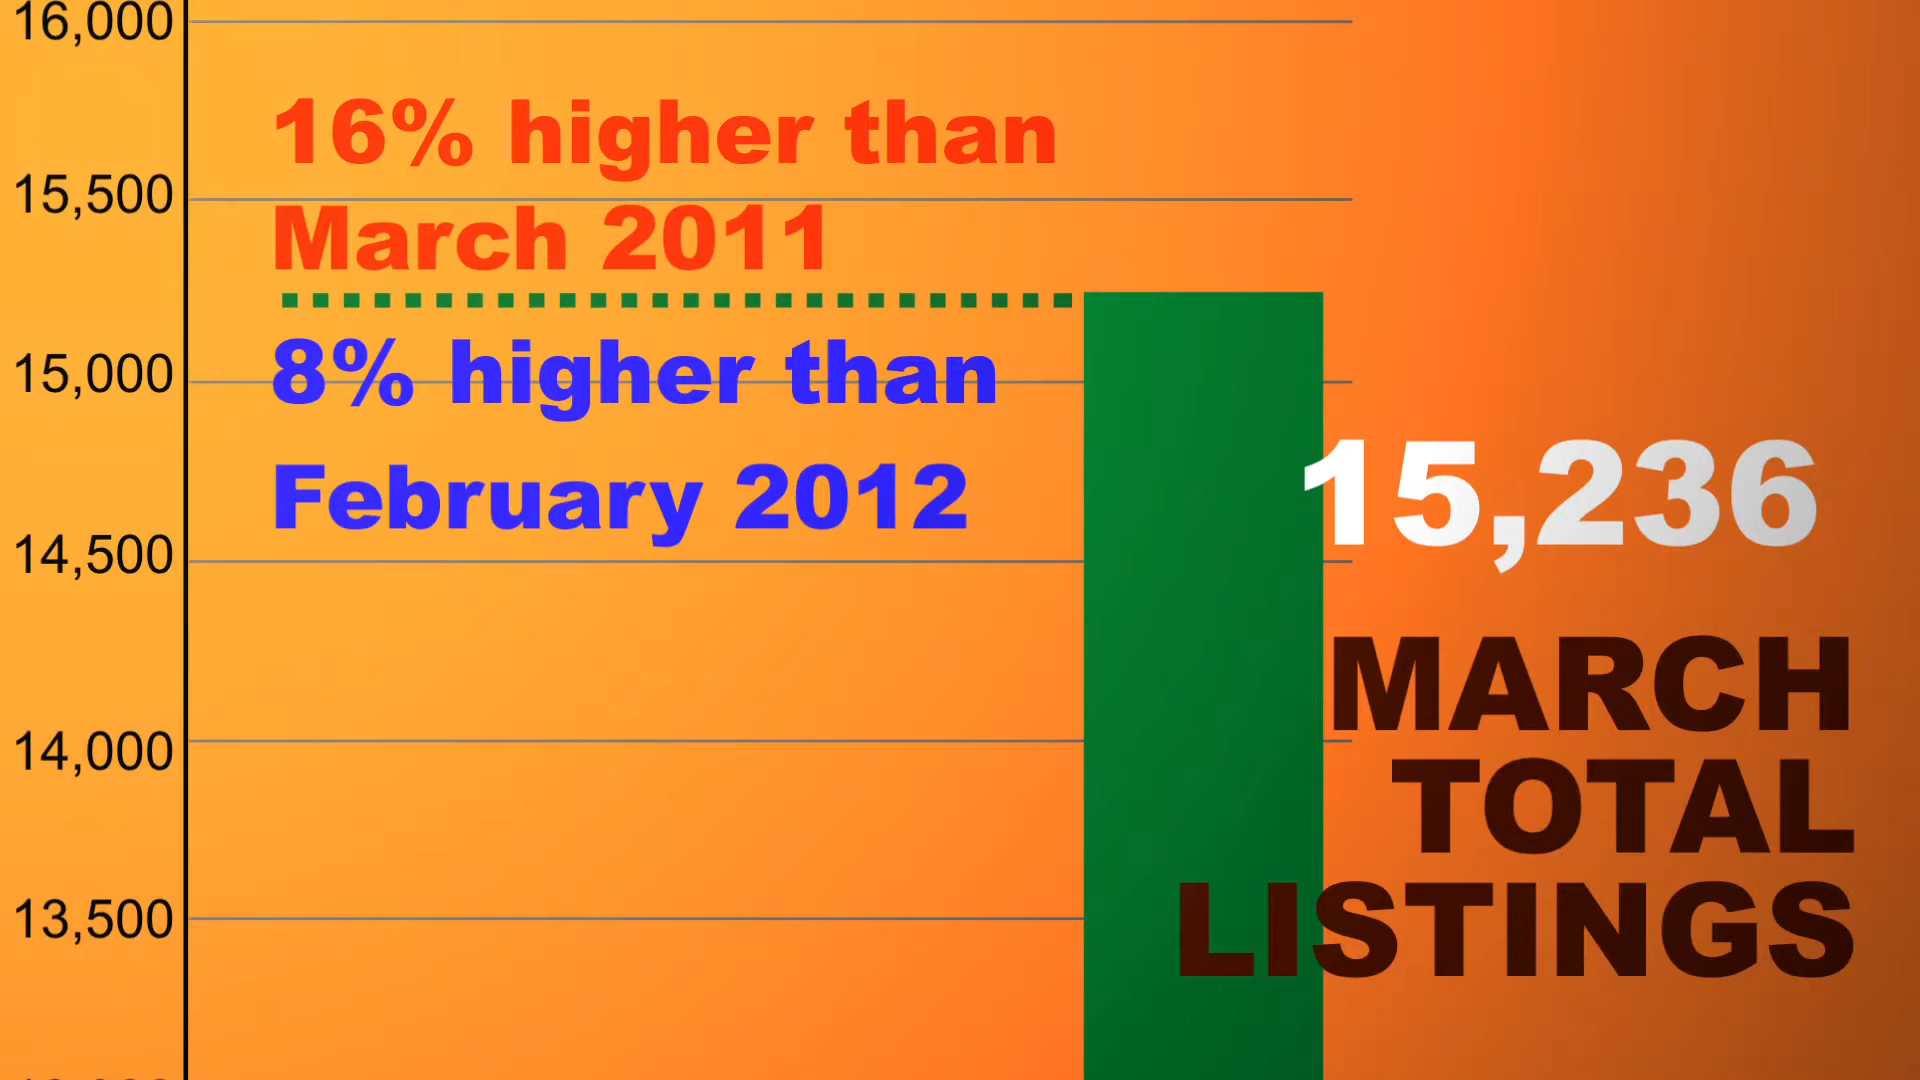 16,000
15,500
15,000
14,500
14,000
13,500
16% higher than
March 2011
8% higher than
February 2012
15,236
MARCH
TOTAL
LISTINGS